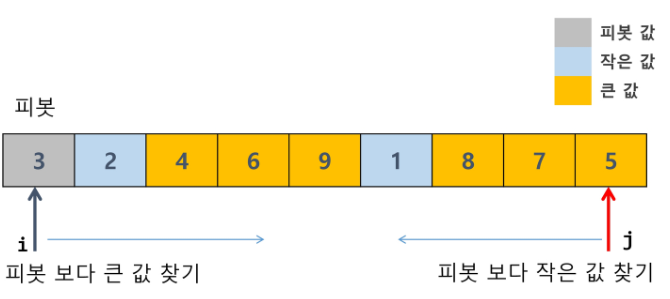 피봇 값
작은 값
큰 값
피봇
3 2 4 6 9 1 8 7 5
i j
피봇 보다 큰 값 찾기 피봇 보다 작은 값 찾기